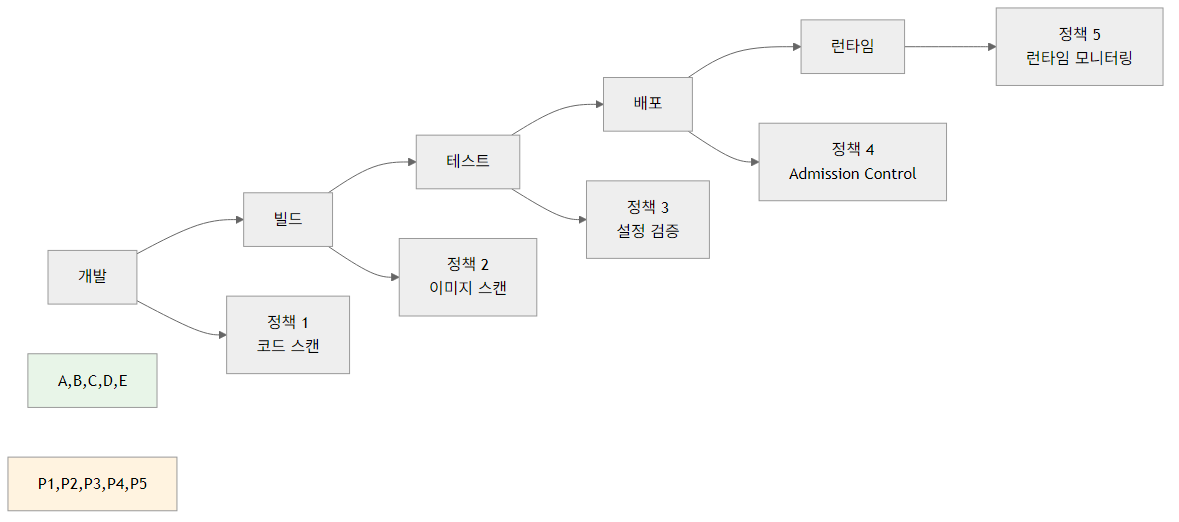 개발
빌드
테스트
배포
런타임
정책 1
코드 스캔
정책 2
이미지 스캔
정책 3
설정 검증
정책 4
Admission Control
정책 5
런타임 모니터링
A,B,C,D,E
P1,P2,P3,P4,P5